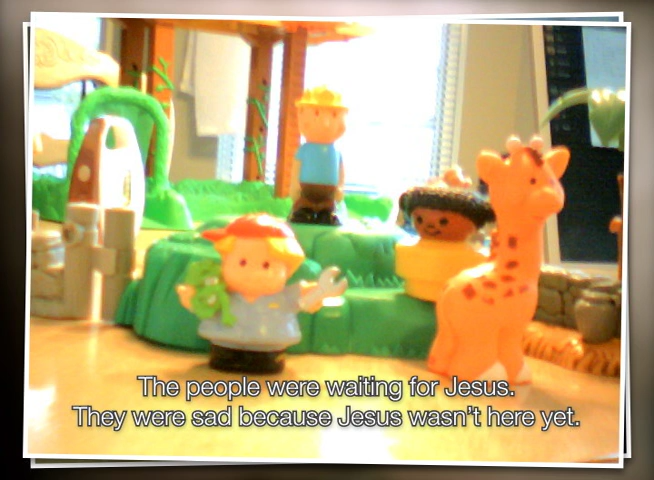 The people were waiting for Jesus.
They were sad because Jesus wasn't here yet.